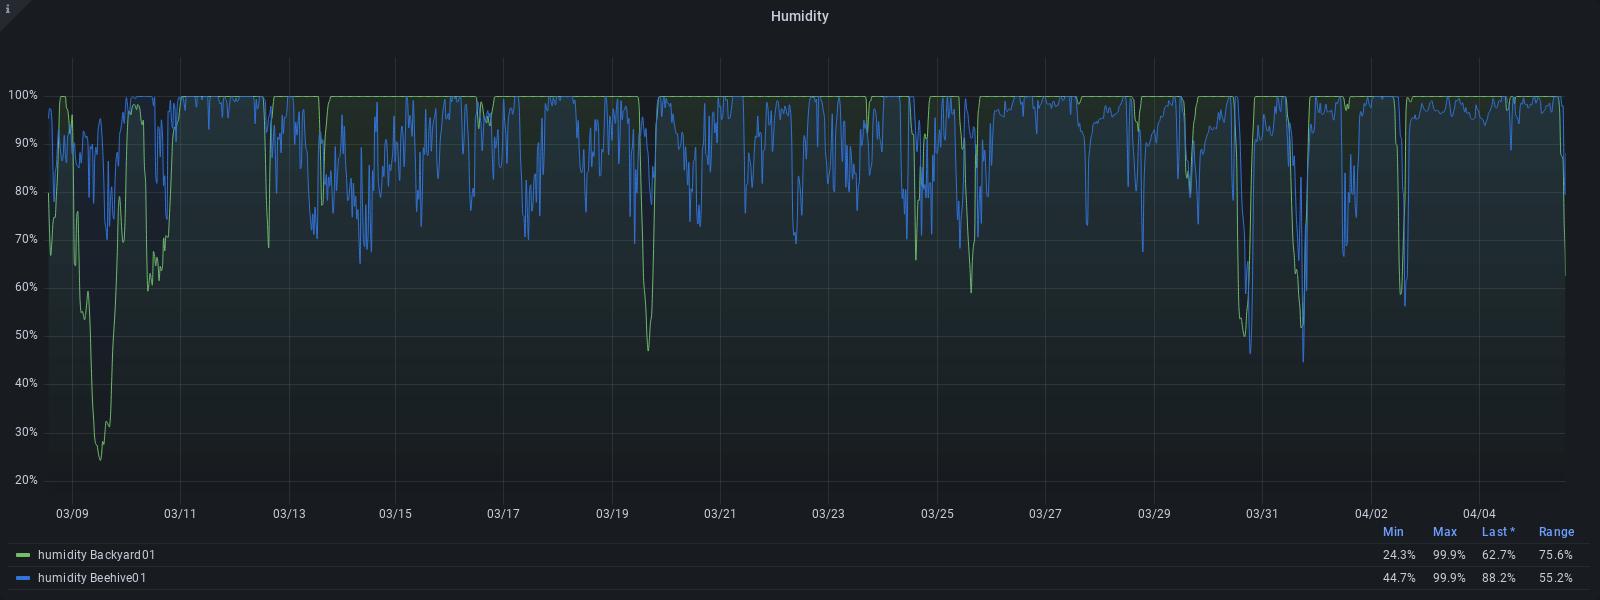 i
Humidity
100%
90%
80%
70%
60%
50%
40%
30%
20%
03/09 03/11 03/13 03/15 03/17 03/19 03/21 03/23 03/25 03/27 03/29 03/31 04/02 04/04
Min Max Last * Range
humidity Backyard01 24.3% 99.9% 62.7% 75.6%
humidity Beehive01 44.7% 99.9% 88.2% 55.2%